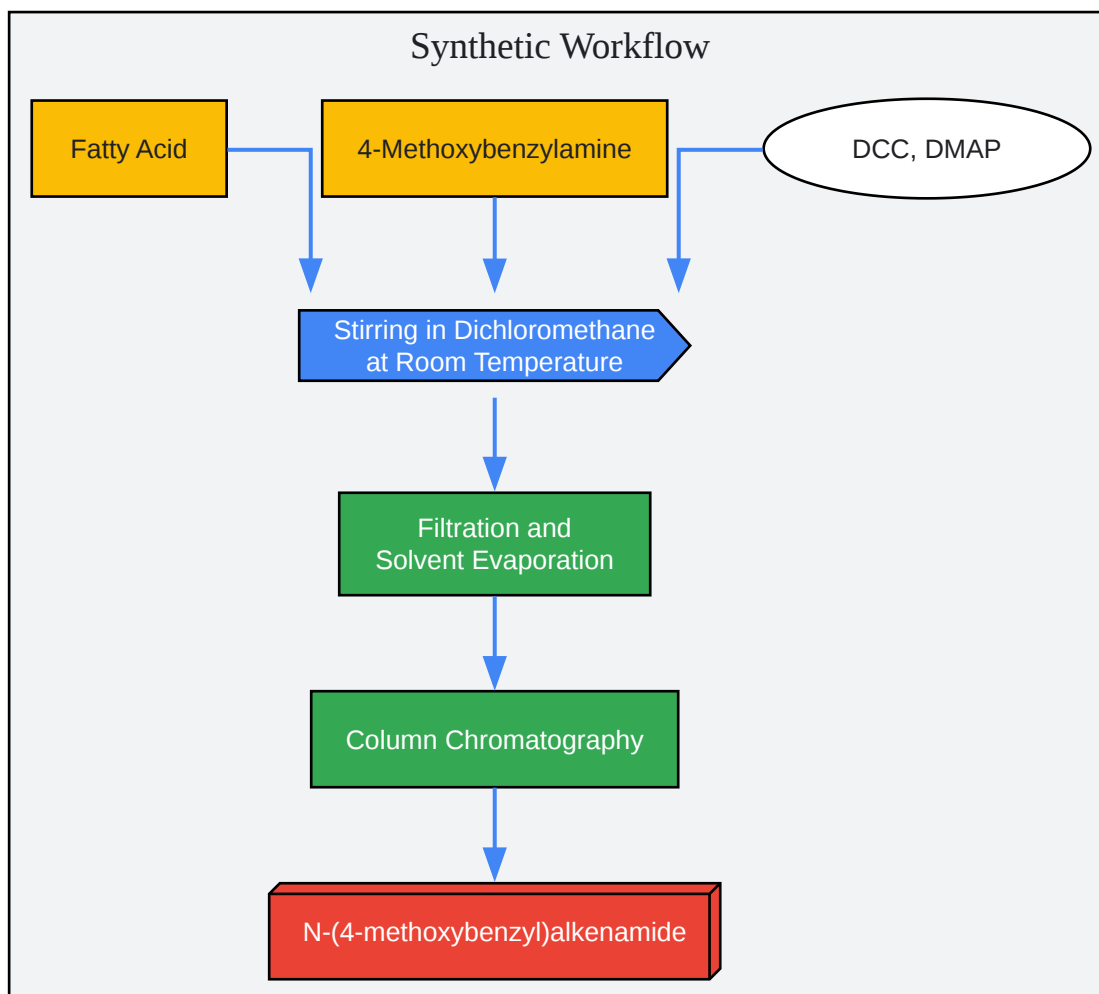 Synthetic Workflow
Fatty Acid
4-Methoxybenzylamine
DCC, DMAP
Stirring in Dichloromethane
at Room Temperature
Filtration and
Solvent Evaporation
Column Chromatography
N-(4-methoxybenzyl)alkenamide